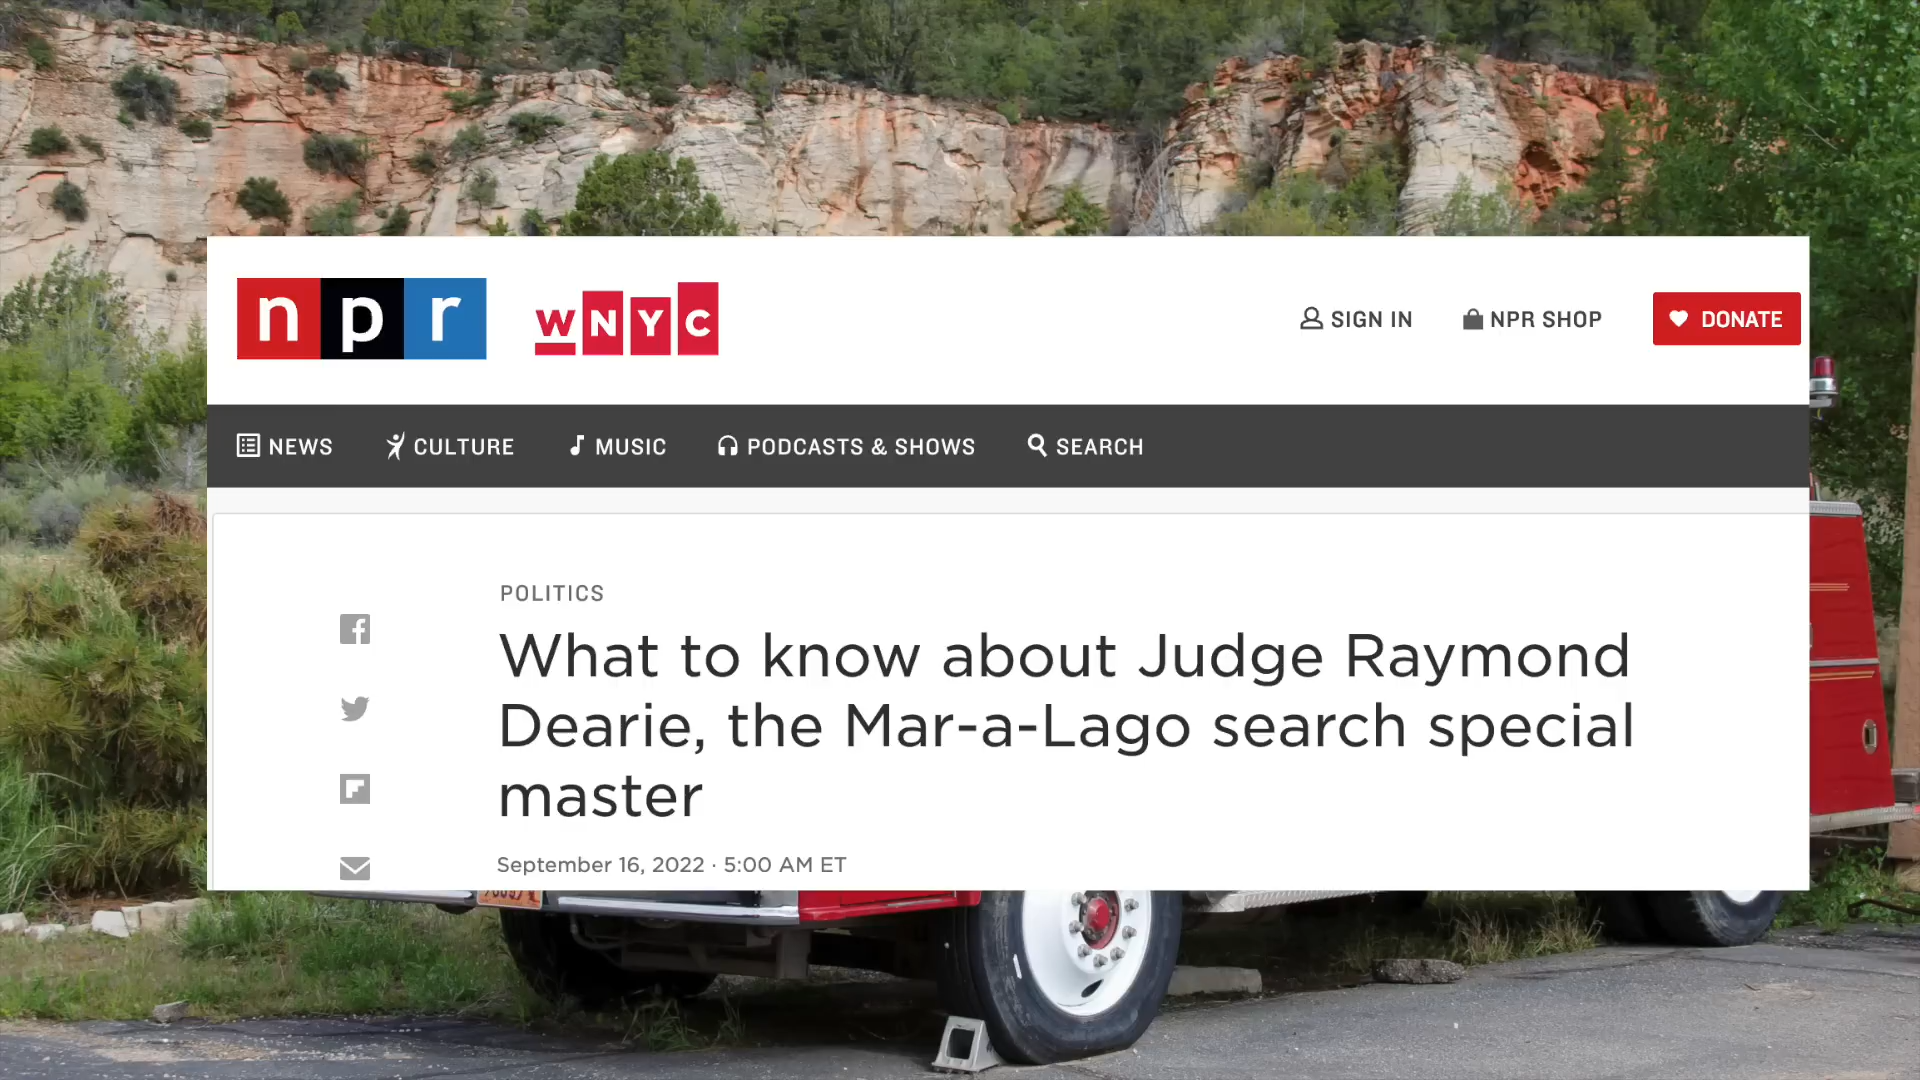 npr WNYC SIGN IN NPR SHOP DONATE
NEWS CULTURE MUSIC PODCASTS & SHOWS SEARCH
POLITICS
What to know about Judge Raymond
Dearie, the Mar-a-Lago search special
master
September 16, 2022 · 5:00 AM ET